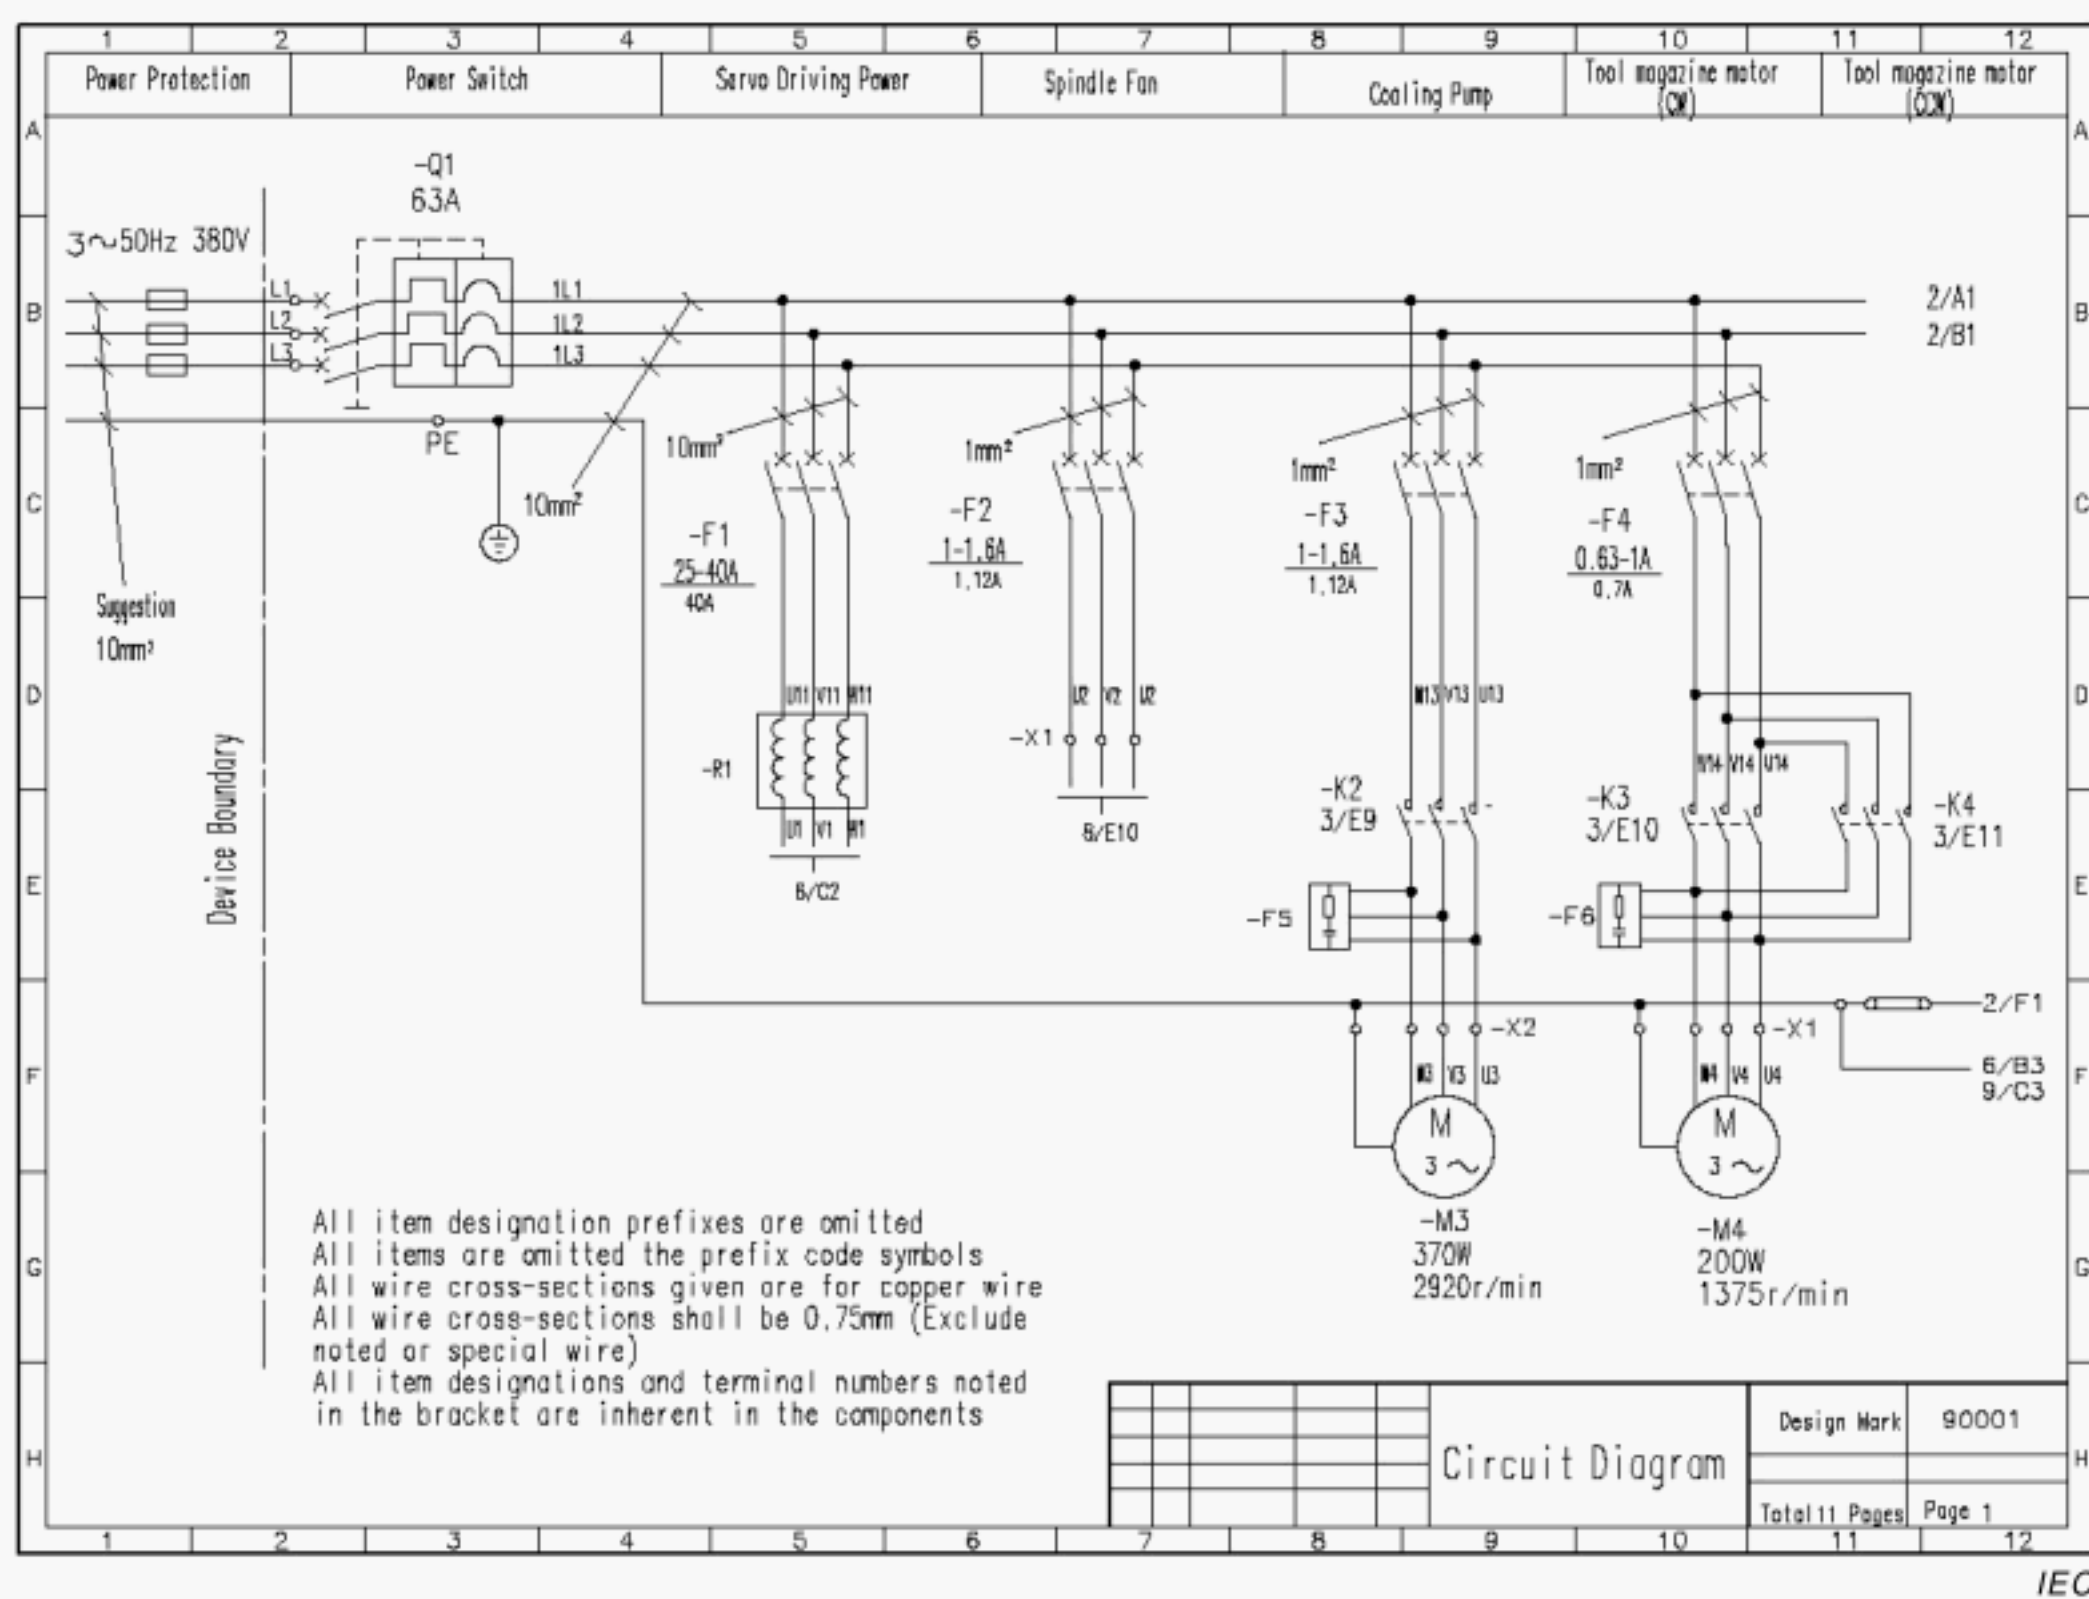 1 2 3 4 5 6 7 8 9 10 11 12
Power Protection
Power Switch
Servo Driving Power
Spindle Fan
Cooling Pump
Tool magazine motor
(CW)
Tool magazine motor
(CCW)
A
A
B
B
C
C
D
D
E
E
F
F
G
G
H
H
-Q1
63A
3～50Hz 380V
L1
L2
L3
1L1
1L2
1L3
2/A1
2/B1
PE
10mm²
10mm²
1mm²
1mm²
1mm²
Suggestion
10mm²
-F1
25-40A
40A
-F2
1-1.6A
1.12A
-F3
1-1.6A
1.12A
-F4
0.63-1A
0.7A
Device Boundary
U11 V11 W11
-R1
U1 V1 W1
6/C2
U2 V2 U2
-X1
8/E10
W13 V13 U13
-K2
3/E9
W14 V14 U14
-K3
3/E10
-K4
3/E11
-F5
-F6
-X2
-X1
2/F1
6/B3
9/C3
W3 V3 U3
W4 V4 U4
M
3～
M
3～
-M3
370W
2920r/min
-M4
200W
1375r/min
All item designation prefixes are omitted
All items are omitted the prefix code symbols
All wire cross-sections given are for copper wire
All wire cross-sections shall be 0.75mm (Exclude
noted or special wire)
All item designations and terminal numbers noted
in the bracket are inherent in the components
Circuit Diagram
Design Mark 90001
Total 11 Pages Page 1
1 2 3 4 5 6 7 8 9 10 11 12
IEC